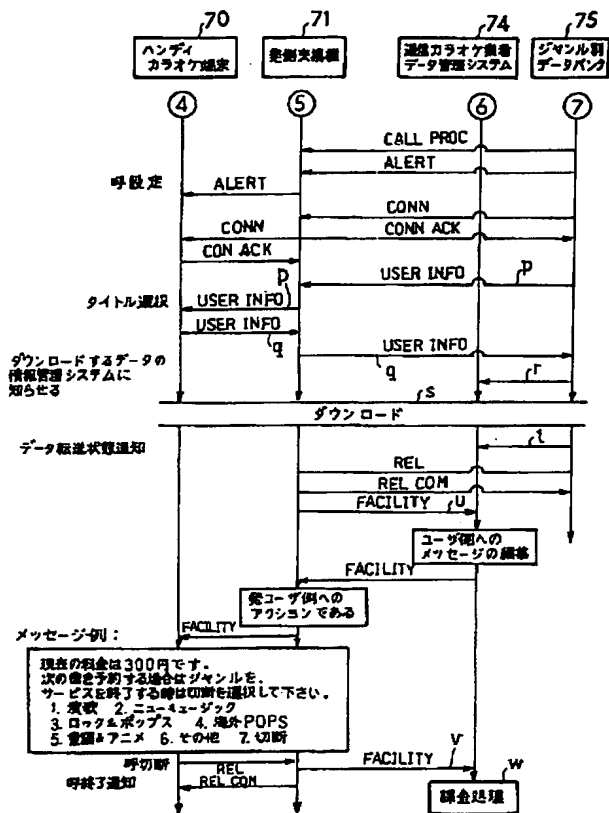 70 71 74 75
ハンディ
カラオケ端末
発側交換機
通信カラオケ業者
データ管理システム
ジャンル別
データバンク
④ ⑤ ⑥ ⑦
CALL PROC
ALERT
呼設定
ALERT
CONN
CONN CONN ACK
CON ACK
USER INFO p
p
タイトル選択
USER INFO
USER INFO
q
USER INFO
q
ダウンロードするデータの
情報管理システムに
知らせる
r
s
ダウンロード
データ転送状態通知
t
REL
REL COM
FACILITY u
ユーザ側への
メッセージの編集
FACILITY
発ユーザ側への
アクションである
FACILITY
メッセージ例:
現在の料金は300円です。
次の曲を予約する場合はジャンルを、
サービスを終了する時は切断を選択して下さい。
1. 演歌 2. ニューミュージック
3. ロック&ポップス 4. 海外POPS
5. 童謡&アニメ 6. その他 7. 切断
呼切断
REL
FACILITY v
呼終了通知
REL COM
w
課金処理